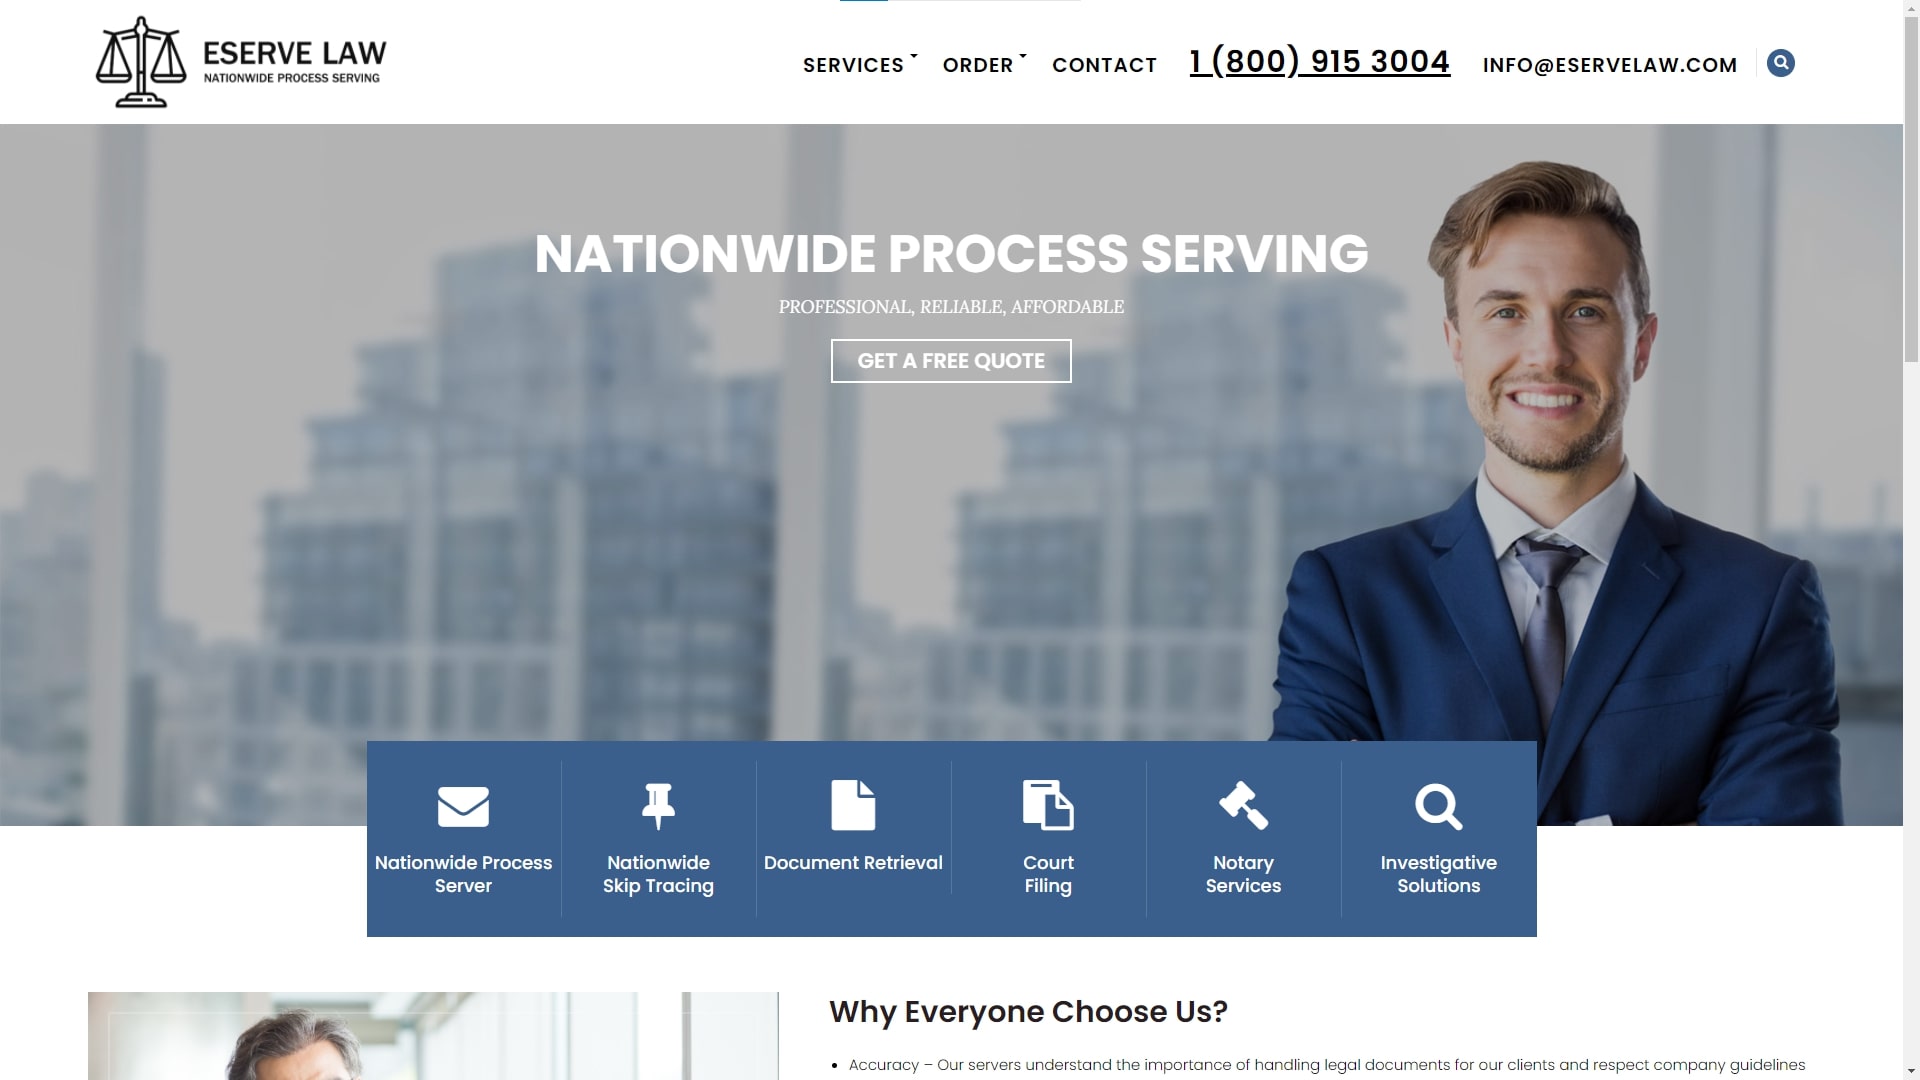 ESERVE LAW
NATIONWIDE PROCESS SERVING
SERVICES
ORDER
CONTACT
1 (800) 915 3004
INFO@ESERVELAW.COM
NATIONWIDE PROCESS SERVING
PROFESSIONAL, RELIABLE, AFFORDABLE
GET A FREE QUOTE
Nationwide Process
Server
Nationwide
Skip Tracing
Document Retrieval
Court
Filing
Notary
Services
Investigative
Solutions
Why Everyone Choose Us?
Accuracy – Our servers understand the importance of handling legal documents for our clients and respect company guidelines